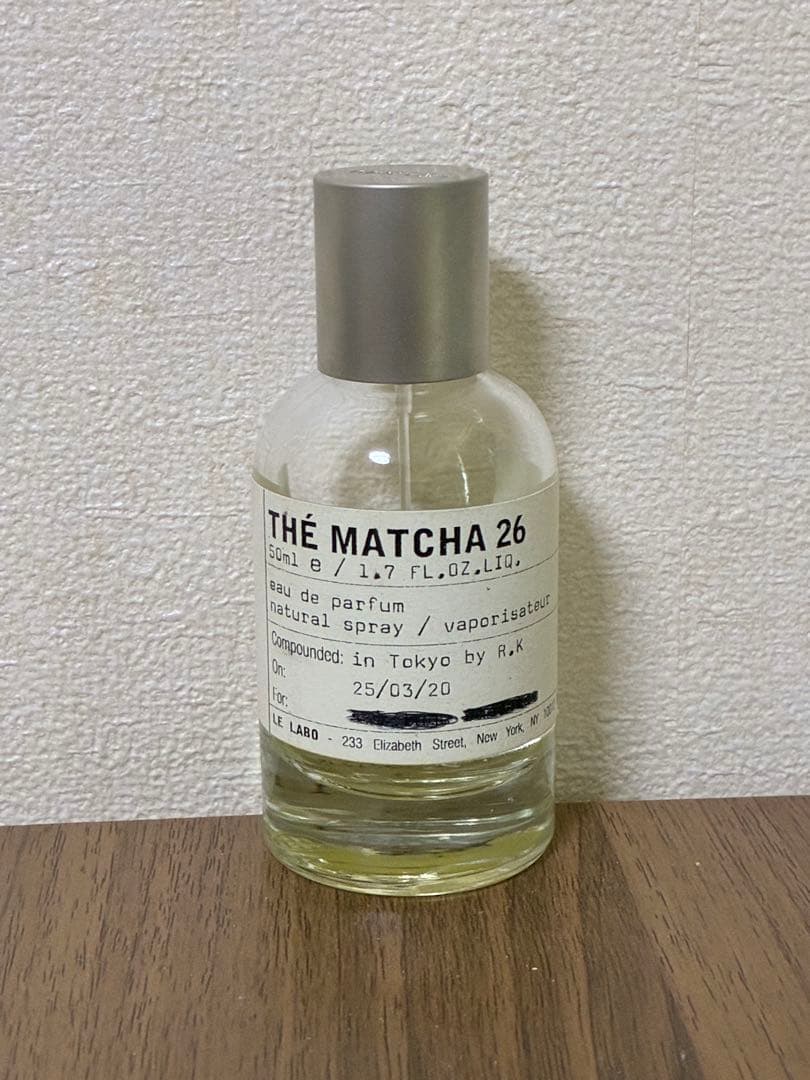 THÉ MATCHA 26
50ml e / 1.7 FL.OZ.LIQ.
eau de parfum
natural spray / vaporisateur
Compounded: in Tokyo by R.K
On: 25/03/20
For:
LE LABO - 233 Elizabeth Street, New York, NY